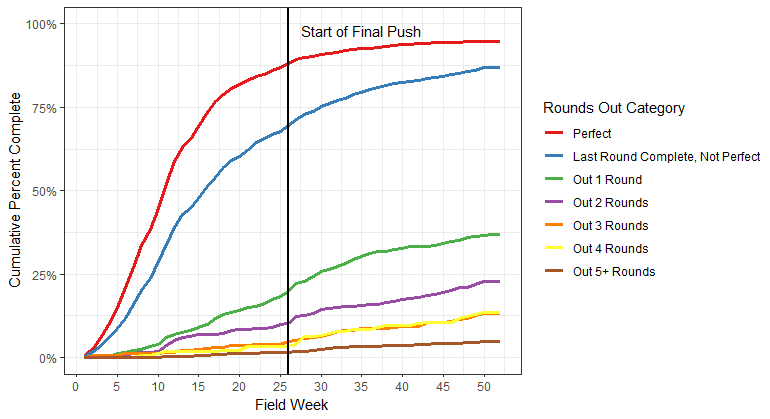 100%
75%
50%
25%
0%
Cumulative Percent Complete
Start of Final Push
0 5 10 15 20 25 30 35 40 45 50
Field Week
Rounds Out Category
Perfect
Last Round Complete, Not Perfect
Out 1 Round
Out 2 Rounds
Out 3 Rounds
Out 4 Rounds
Out 5+ Rounds